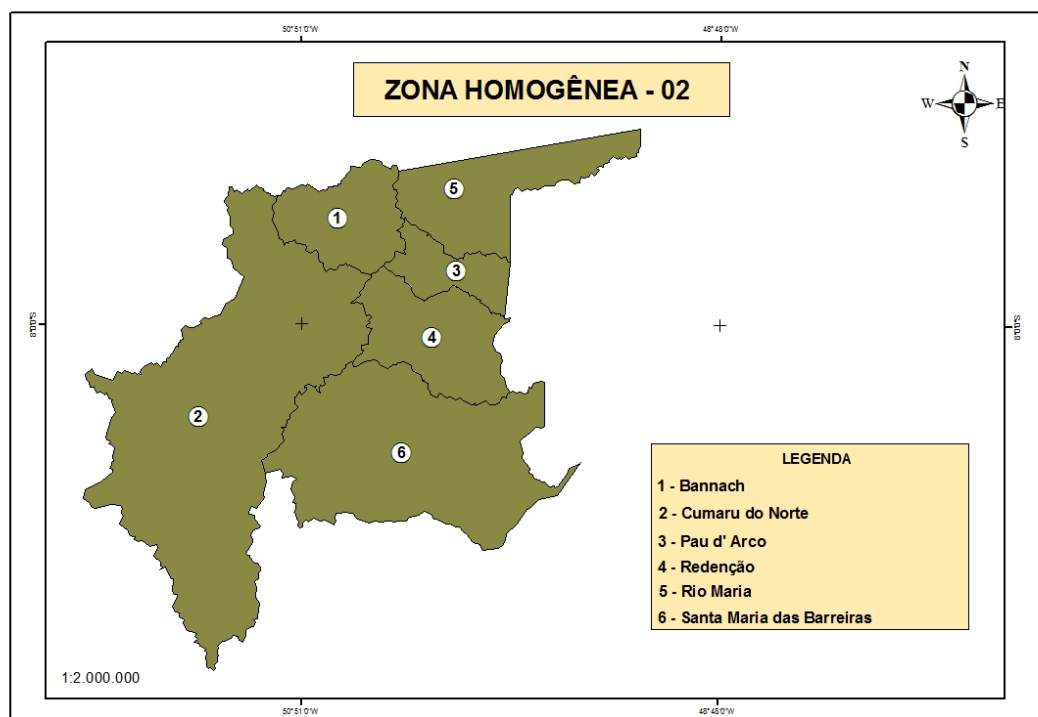 50°51'0"W
48°48'0"W
ZONA HOMOGÊNEA - 02
N
W
E
S
5
1
3
8°0'0"S
8°0'0"S
4
2
6
LEGENDA
1 - Bannach
2 - Cumaru do Norte
3 - Pau d' Arco
4 - Redenção
5 - Rio Maria
6 - Santa Maria das Barreiras
1:2.000.000
50°51'0"W
48°48'0"W